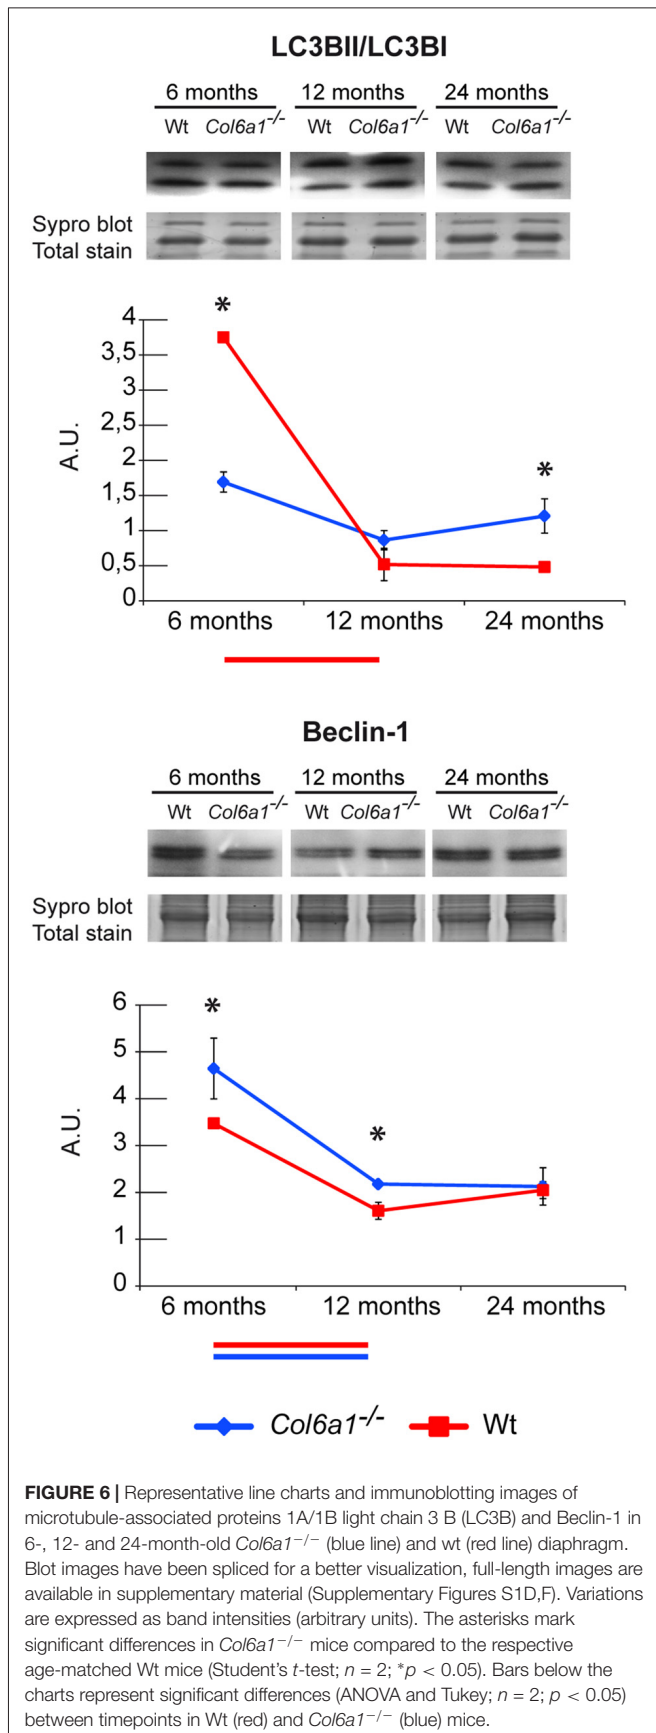 LC3BII/LC3BI
6 months 12 months 24 months
Wt Col6a1-/- Wt Col6a1-/- Wt Col6a1-/-
Sypro blot
Total stain
*
4
3,5
3
2,5
2
1,5
1
0,5
0
A.U.
*
6 months 12 months 24 months
Beclin-1
6 months 12 months 24 months
Wt Col6a1-/- Wt Col6a1-/- Wt Col6a1-/-
Sypro blot
Total stain
6
5
4
3
2
1
0
A.U.
*
*
6 months 12 months 24 months
Col6a1-/- Wt
FIGURE 6 | Representative line charts and immunoblotting images of
microtubule-associated proteins 1A/1B light chain 3 B (LC3B) and Beclin-1 in
6-, 12- and 24-month-old Col6a1−/− (blue line) and wt (red line) diaphragm.
Blot images have been spliced for a better visualization, full-length images are
available in supplementary material (Supplementary Figures S1D,F). Variations
are expressed as band intensities (arbitrary units). The asterisks mark
significant differences in Col6a1−/− mice compared to the respective
age-matched Wt mice (Student's t-test; n = 2; *p < 0.05). Bars below the
charts represent significant differences (ANOVA and Tukey; n = 2; p < 0.05)
between timepoints in Wt (red) and Col6a1−/− (blue) mice.